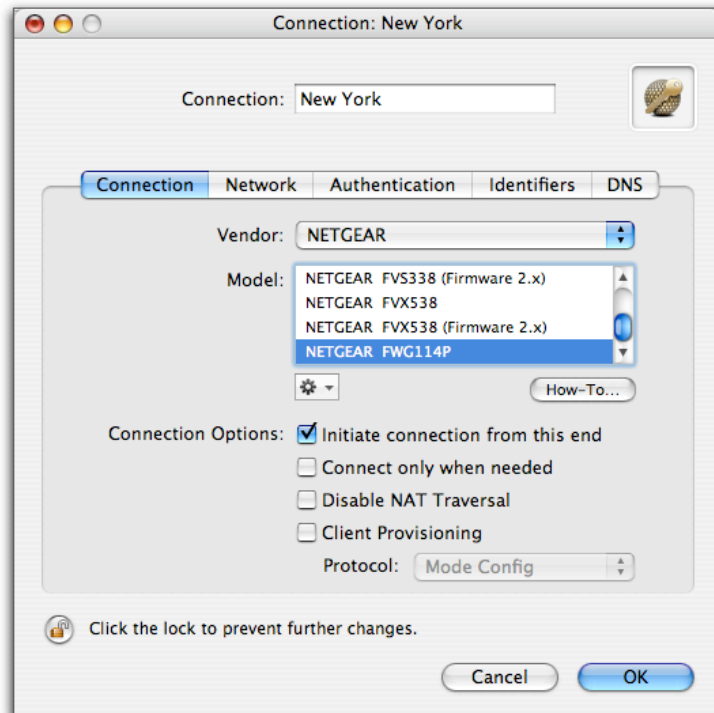 Connection: New York
Connection: New York
Connection Network Authentication Identifiers DNS
Vendor: NETGEAR
Model: NETGEAR FVS338 (Firmware 2.x)
NETGEAR FVX538
NETGEAR FVX538 (Firmware 2.x)
NETGEAR FWG114P
How-To...
Connection Options: Initiate connection from this end
Connect only when needed
Disable NAT Traversal
Client Provisioning
Protocol: Mode Config
Click the lock to prevent further changes.
Cancel OK